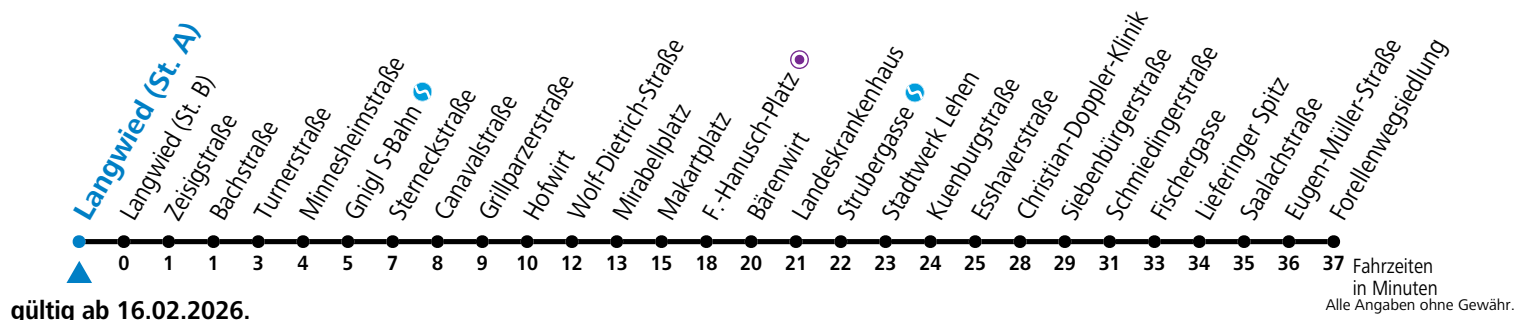 Langwied (St. A)
Langwied (St. B)
Zeisigstraße
Bachstraße
Turnerstraße
Minnesheimstraße
Gnigl S-Bahn
Sterneckstraße
Canavalstraße
Grillparzerstraße
Hofwirt
Wolf-Dietrich-Straße
Mirabellplatz
Makartplatz
F.-Hanusch-Platz
Bärenwirt
Landeskrankenhaus
Strubergasse
Stadtwerk Lehen
Kuenburgstraße
Esshaverstraße
Christian-Doppler-Klinik
Siebenbürgerstraße
Schmiedingerstraße
Fischergasse
Lieferinger Spitz
Saalachstraße
Eugen-Müller-Straße
Forellenwegsiedlung
0 1 1 3 4 5 7 8 9 10 12 13 15 18 20 21 22 23 24 25 28 29 31 33 34 35 36 37
Fahrzeiten
in Minuten
Alle Angaben ohne Gewähr.
gültig ab 16.02.2026.